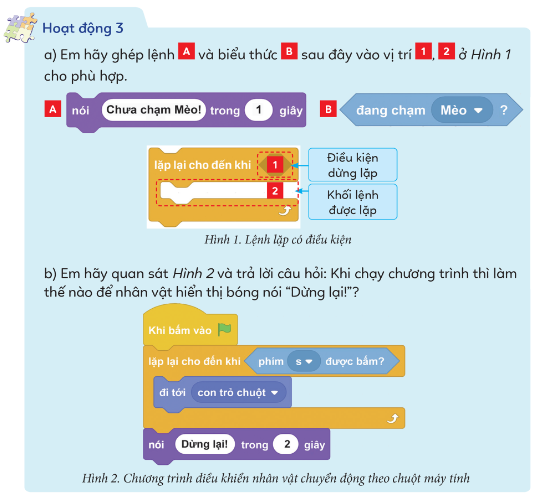 Hoạt động 3
a) Em hãy ghép lệnh A và biểu thức B sau đây vào vị trí 1, 2 ở Hình 1
cho phù hợp.
A nói Chưa chạm Mèo! trong 1 giây B đang chạm Mèo ?
lặp lại cho đến khi 1
Điều kiện
dừng lặp
2
Khối lệnh
được lặp
Hình 1. Lệnh lặp có điều kiện
b) Em hãy quan sát Hình 2 và trả lời câu hỏi: Khi chạy chương trình thì làm
thế nào để nhân vật hiển thị bóng nói “Dừng lại!”?
Khi bấm vào
lặp lại cho đến khi phím s được bấm?
đi tới con trỏ chuột
nói Dừng lại! trong 2 giây
Hình 2. Chương trình điều khiển nhân vật chuyển động theo chuột máy tính